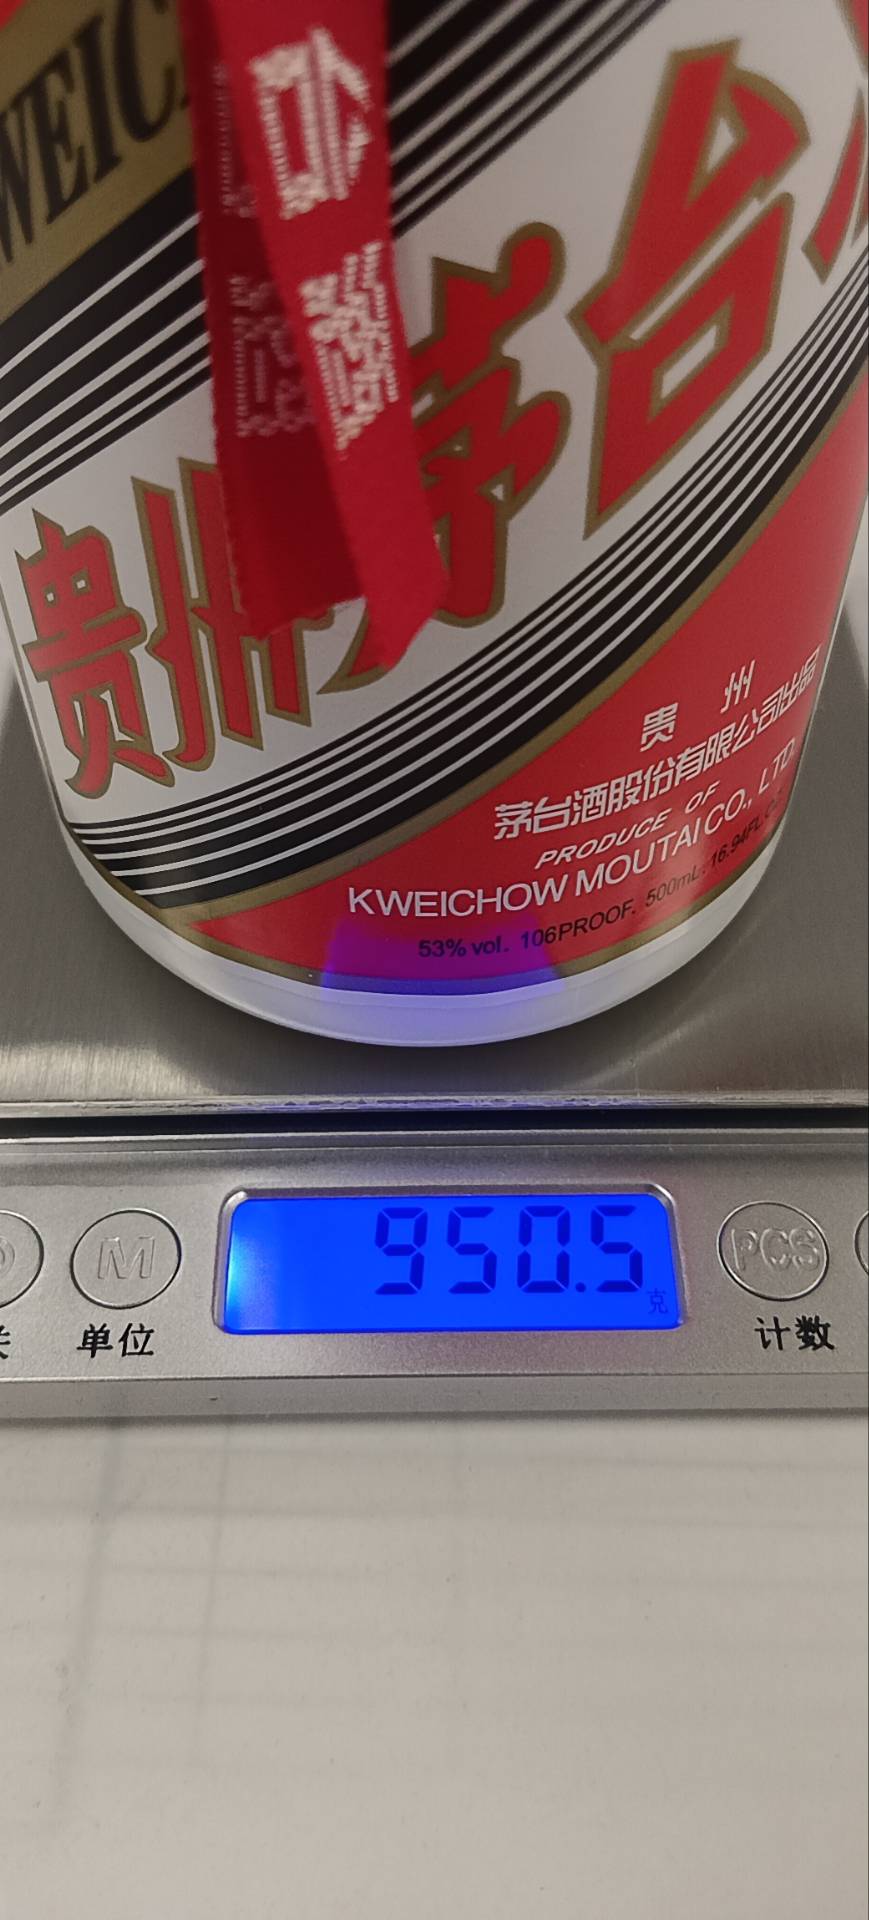 WEIC
贵州茅台
贵 州
茅台酒股份有限公司出品
PRODUCE OF
KWEICHOW MOUTAI CO., LTD.
53% vol. 106PROOF. 500mL. 16.94FL
950.5
克
M
PCS
单位
计数